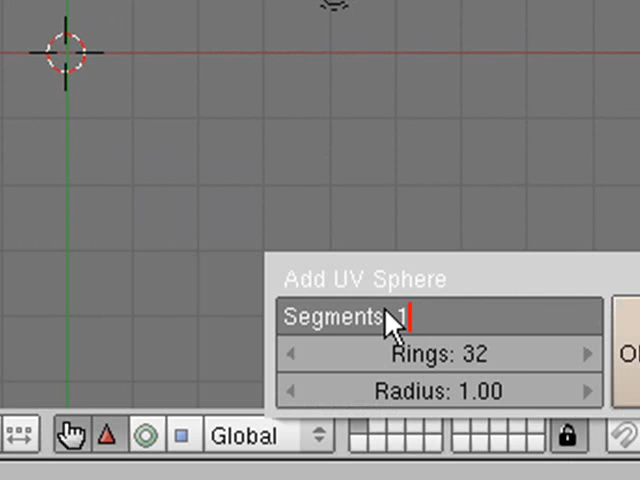 Add UV Sphere
Segments: 1
Rings: 32
Radius: 1.00
Global